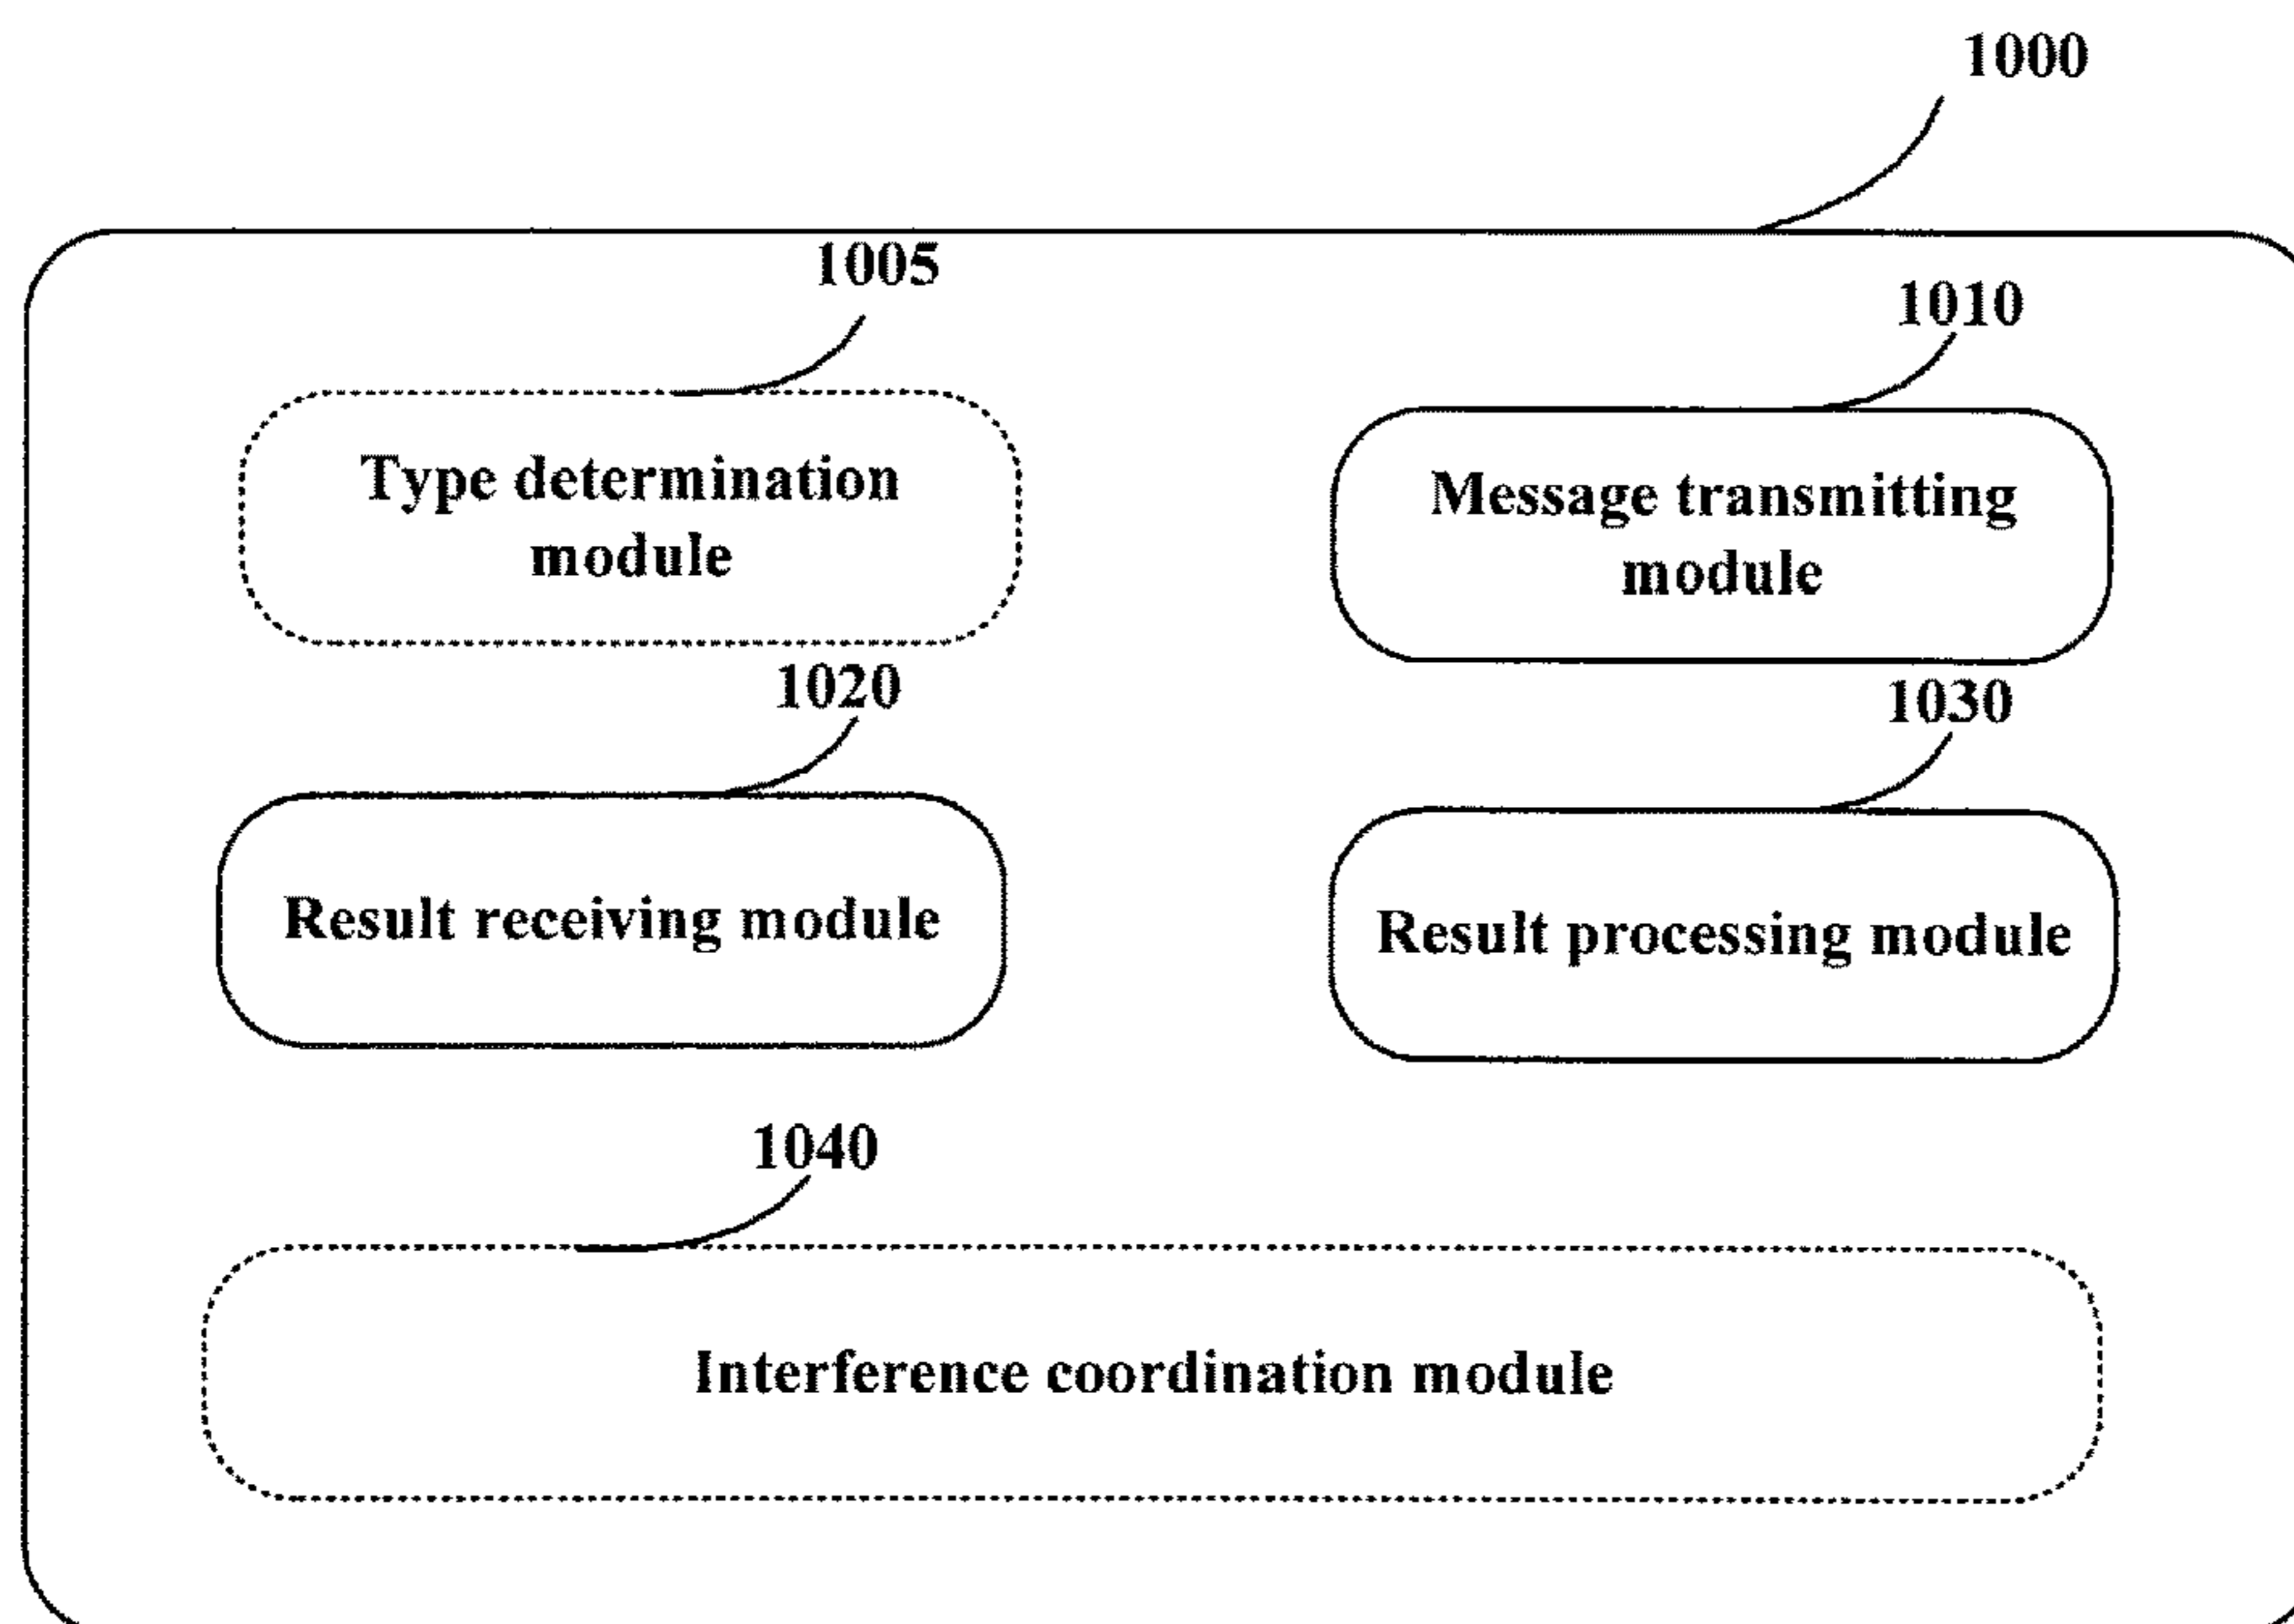 1000
1005
1010
Type determination
module
Message transmitting
module
1020
1030
Result receiving module
Result processing module
1040
Interference coordination module